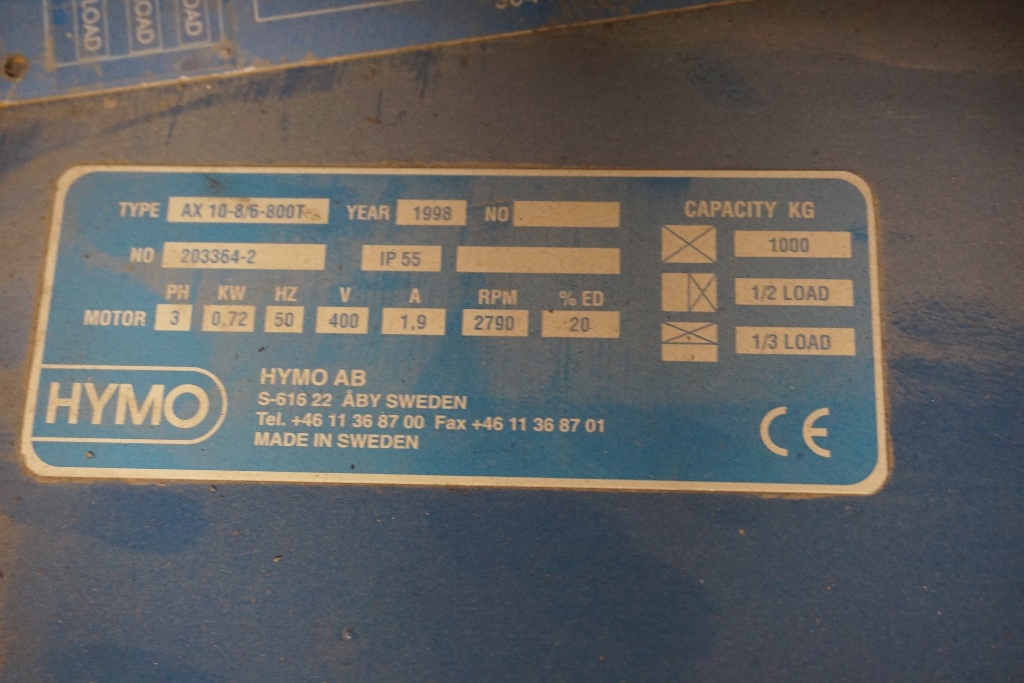 LOAD
LOAD
LOAD
TYPE AX 10-8/6-800T YEAR 1998 NO
NO 203364-2 IP 55
PH KW HZ V A RPM % ED
MOTOR 3 0,72 50 400 1,9 2790 20
CAPACITY KG
1000
1/2 LOAD
1/3 LOAD
HYMO
HYMO AB
S-616 22 ÅBY SWEDEN
Tel. +46 11 36 87 00 Fax +46 11 36 87 01
MADE IN SWEDEN
CE